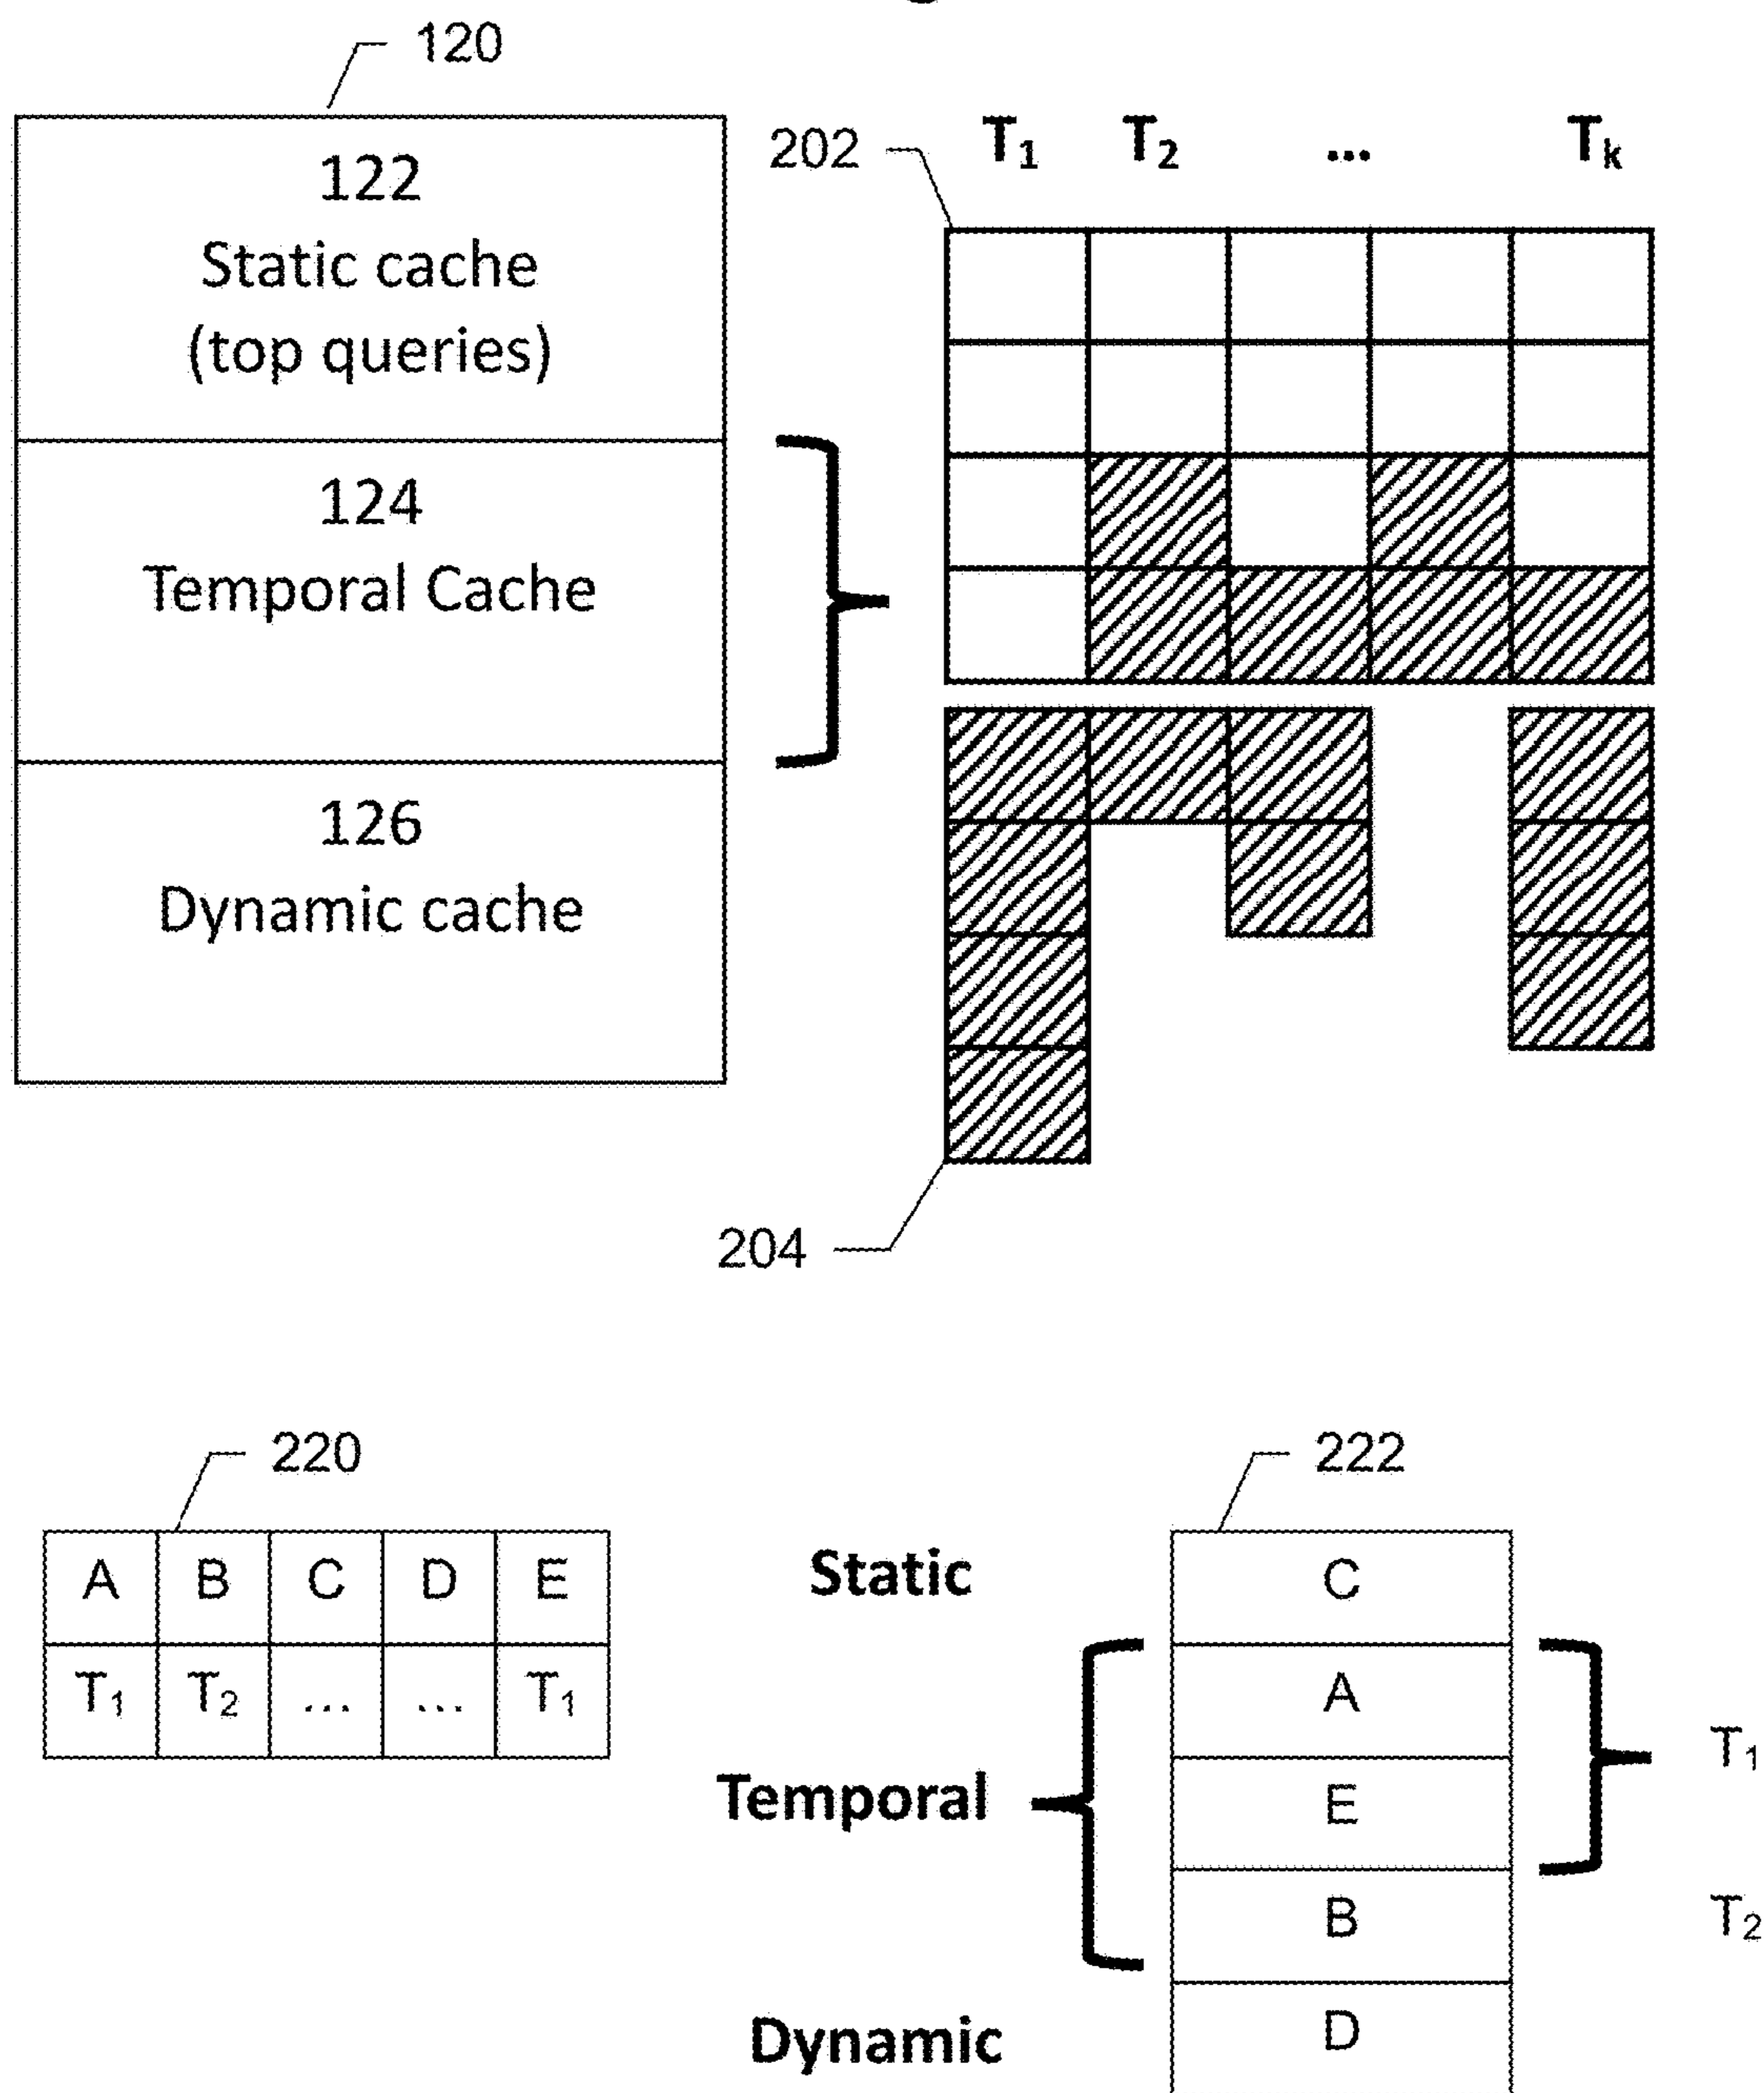 120
122
Static cache
(top queries)
124
Temporal Cache
126
Dynamic cache
202
T1 T2 ... Tk
204
220
A B C D E
T1 T2 ... ... T1
222
Static
C
A
T1
E
Temporal
B
T2
D
Dynamic